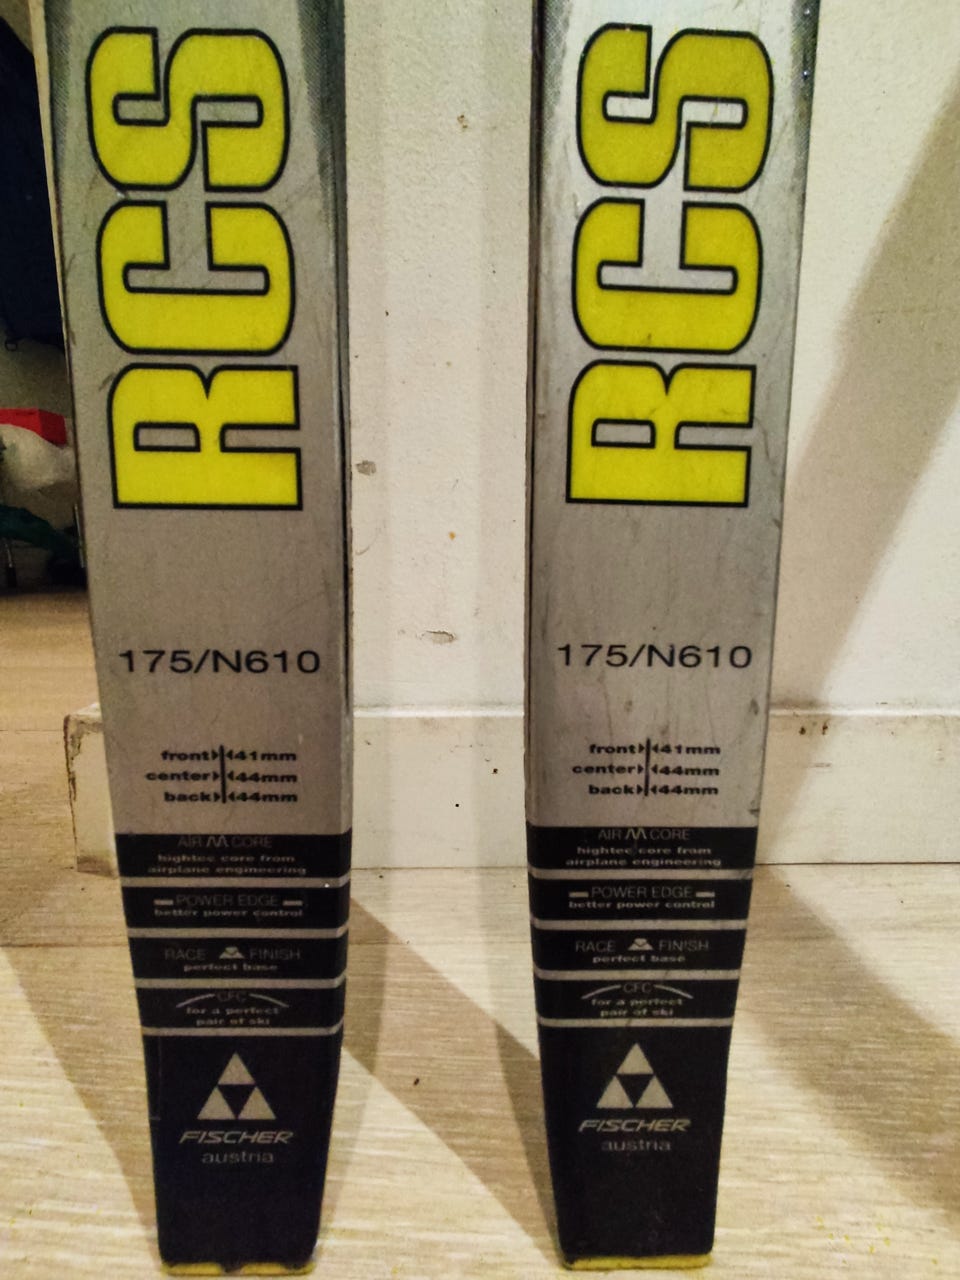 RCS
175/N610
front 41mm
center 44mm
back 44mm
AIR CORE
hightec core from
airplane engineering
POWER EDGE
better power control
RACE FINISH
perfect base
CFC
for a perfect
pair of ski
FISCHER
austria
RCS
175/N610
front 41mm
center 44mm
back 44mm
AIR CORE
hightec core from
airplane engineering
POWER EDGE
better power control
RACE FINISH
perfect base
CFC
for a perfect
pair of ski
FISCHER
austria